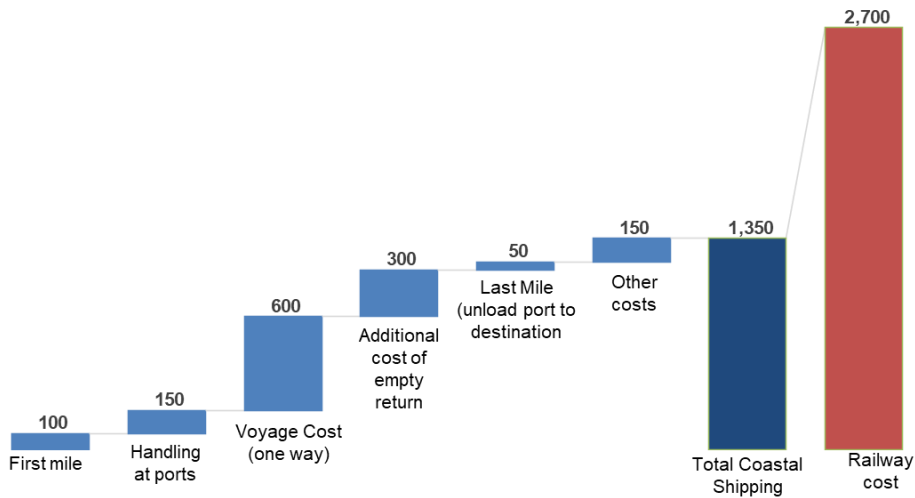 2,700
1,350
150
50
300
600
150
100
First mile
Handling
at ports
Voyage Cost
(one way)
Additional
cost of
empty
return
Last Mile
(unload port to
destination
Other
costs
Total Coastal
Shipping
Railway
cost